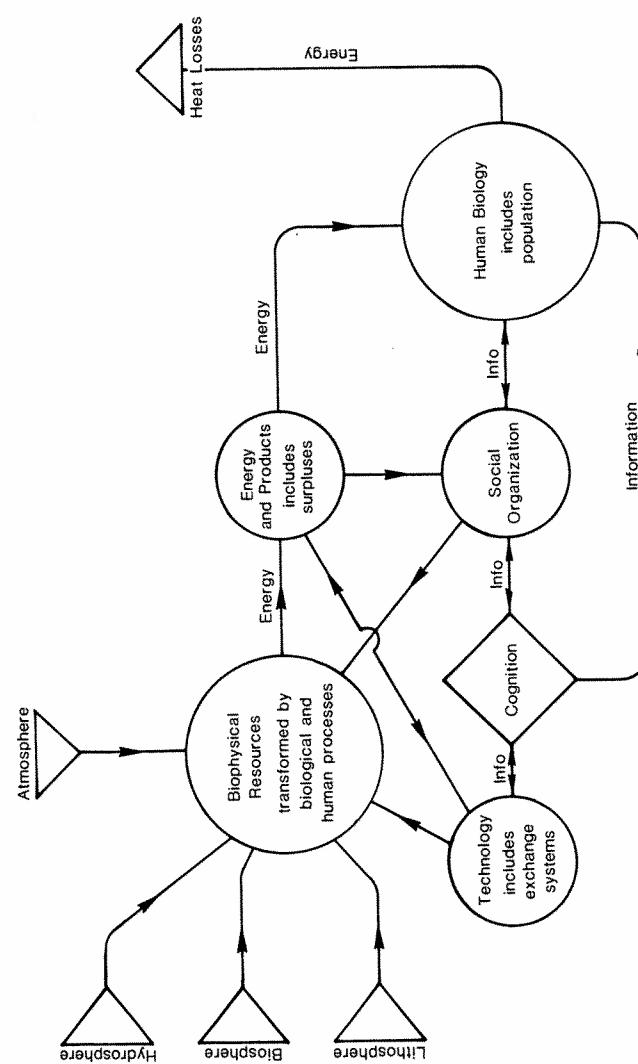 Atmosphere
Hydrosphere
Biosphere
Lithosphere
Biophysical
Resources
transformed by
biological and
human processes
Energy
Energy
and Products
includes
surpluses
Energy
Human Biology
includes
population
Energy
Heat Losses
Technology
includes
exchange
systems
Info
Cognition
Info
Social
Organization
Info
Information